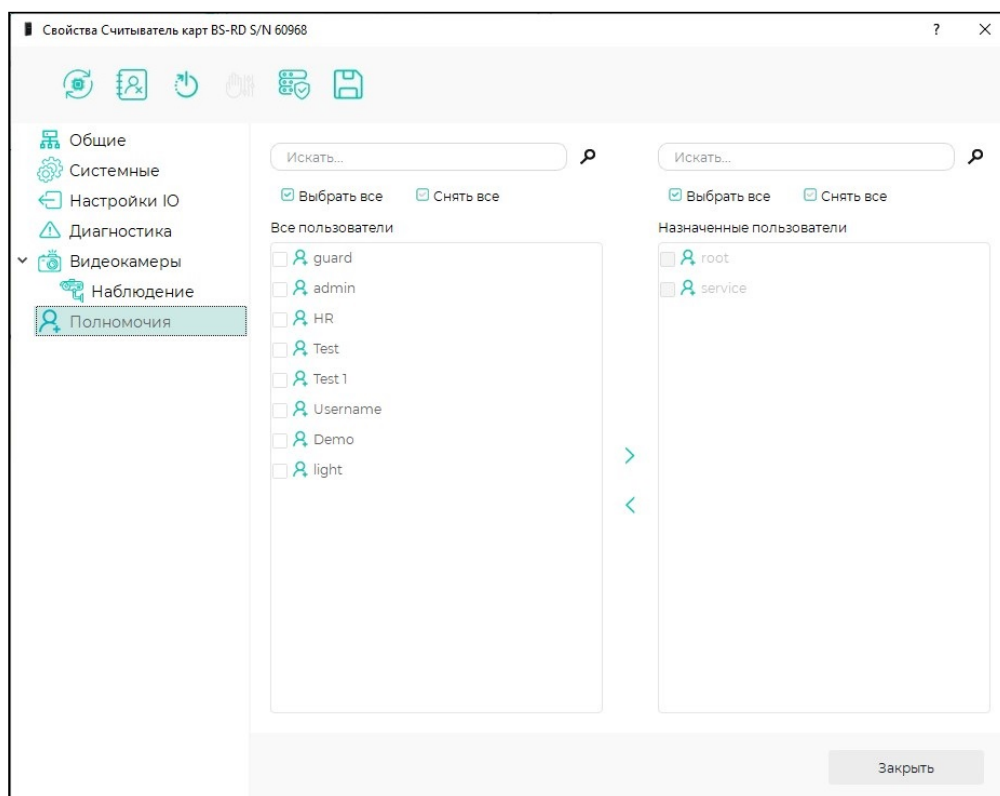 Свойства Считыватель карт BS-RD S/N 60968
?
Общие
Системные
Настройки IO
Диагностика
Видеокамеры
Наблюдение
Полномочия
Искать...
Выбрать все
Снять все
Все пользователи
guard
admin
HR
Test
Test 1
Username
Demo
light
Искать...
Выбрать все
Снять все
Назначенные пользователи
root
service
Закрыть